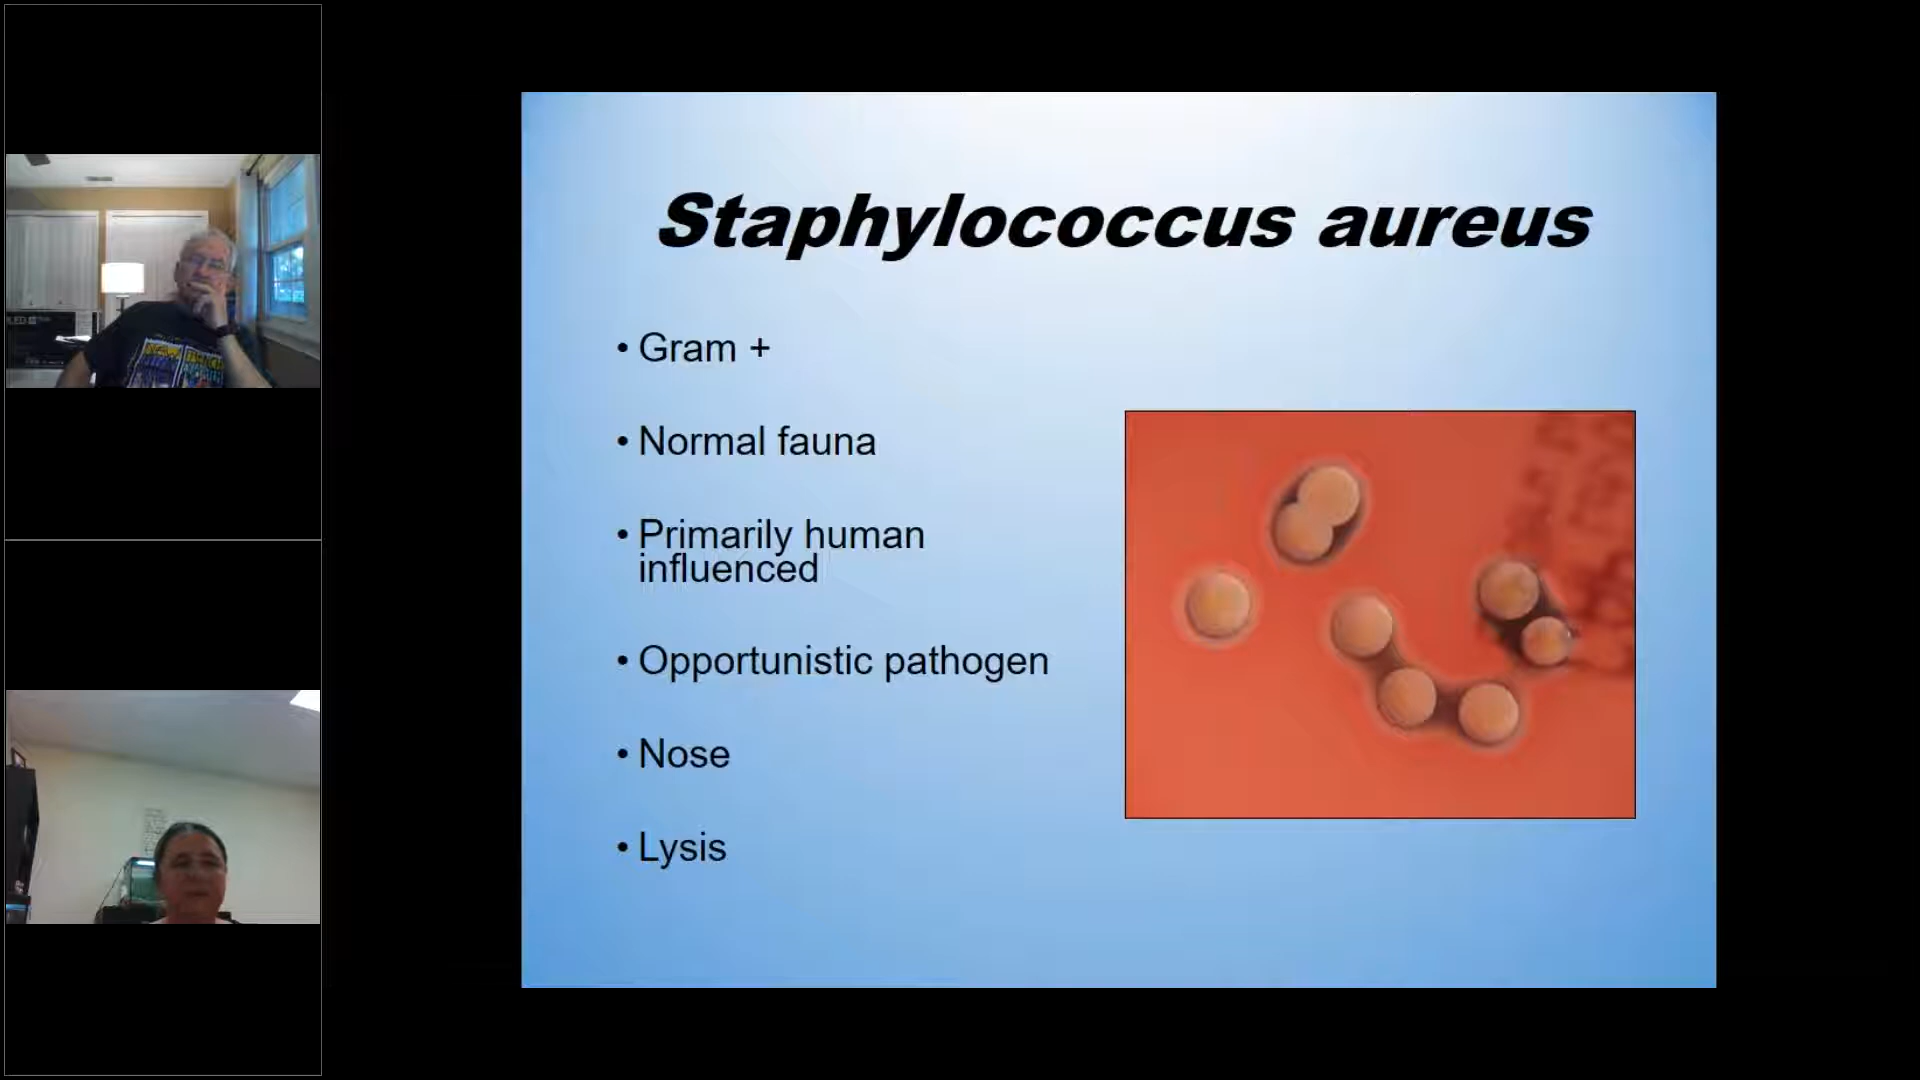 Staphylococcus aureus
• Gram +
• Normal fauna
• Primarily human
influenced
• Opportunistic pathogen
• Nose
• Lysis